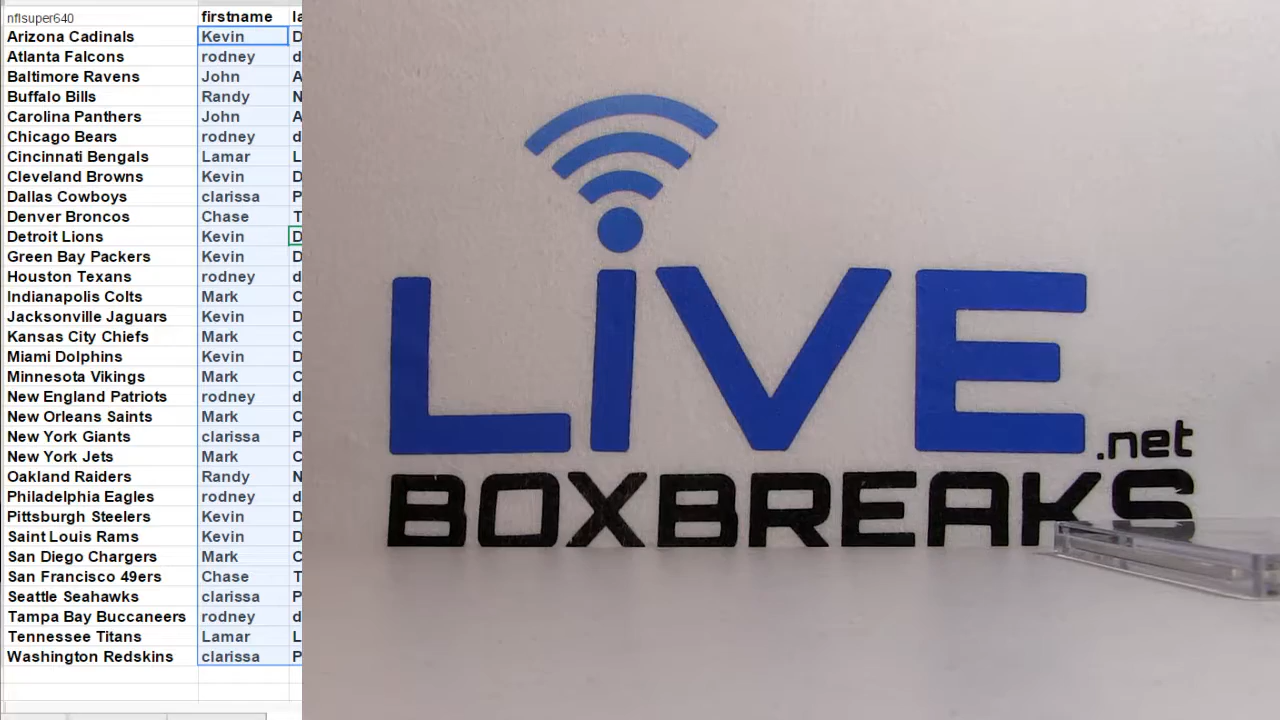 nflsuper640 firstname la
Arizona Cadinals Kevin D
Atlanta Falcons rodney d
Baltimore Ravens John A
Buffalo Bills Randy N
Carolina Panthers John A
Chicago Bears rodney d
Cincinnati Bengals Lamar L
Cleveland Browns Kevin D
Dallas Cowboys clarissa P
Denver Broncos Chase T
Detroit Lions Kevin D
Green Bay Packers Kevin D
Houston Texans rodney d
Indianapolis Colts Mark C
Jacksonville Jaguars Kevin D
Kansas City Chiefs Mark C
Miami Dolphins Kevin D
Minnesota Vikings Mark C
New England Patriots rodney d
New Orleans Saints Mark C
New York Giants clarissa P
New York Jets Mark C
Oakland Raiders Randy N
Philadelphia Eagles rodney d
Pittsburgh Steelers Kevin D
Saint Louis Rams Kevin D
San Diego Chargers Mark C
San Francisco 49ers Chase T
Seattle Seahawks clarissa P
Tampa Bay Buccaneers rodney d
Tennessee Titans Lamar L
Washington Redskins clarissa P
LiVE.net
BOXBREAKS